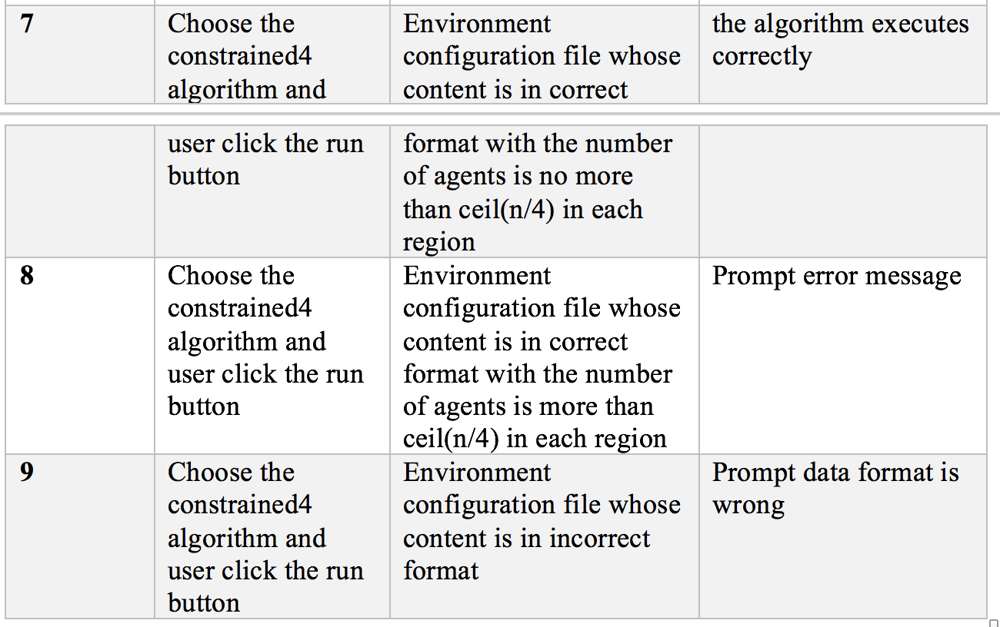 7
Choose the
constrained4
algorithm and
Environment
configuration file whose
content is in correct
the algorithm executes
correctly
user click the run
button
format with the number
of agents is no more
than ceil(n/4) in each
region
8
Choose the
constrained4
algorithm and
user click the run
button
Environment
configuration file whose
content is in correct
format with the number
of agents is more than
ceil(n/4) in each region
Prompt error message
9
Choose the
constrained4
algorithm and
user click the run
button
Environment
configuration file whose
content is in incorrect
format
Prompt data format is
wrong